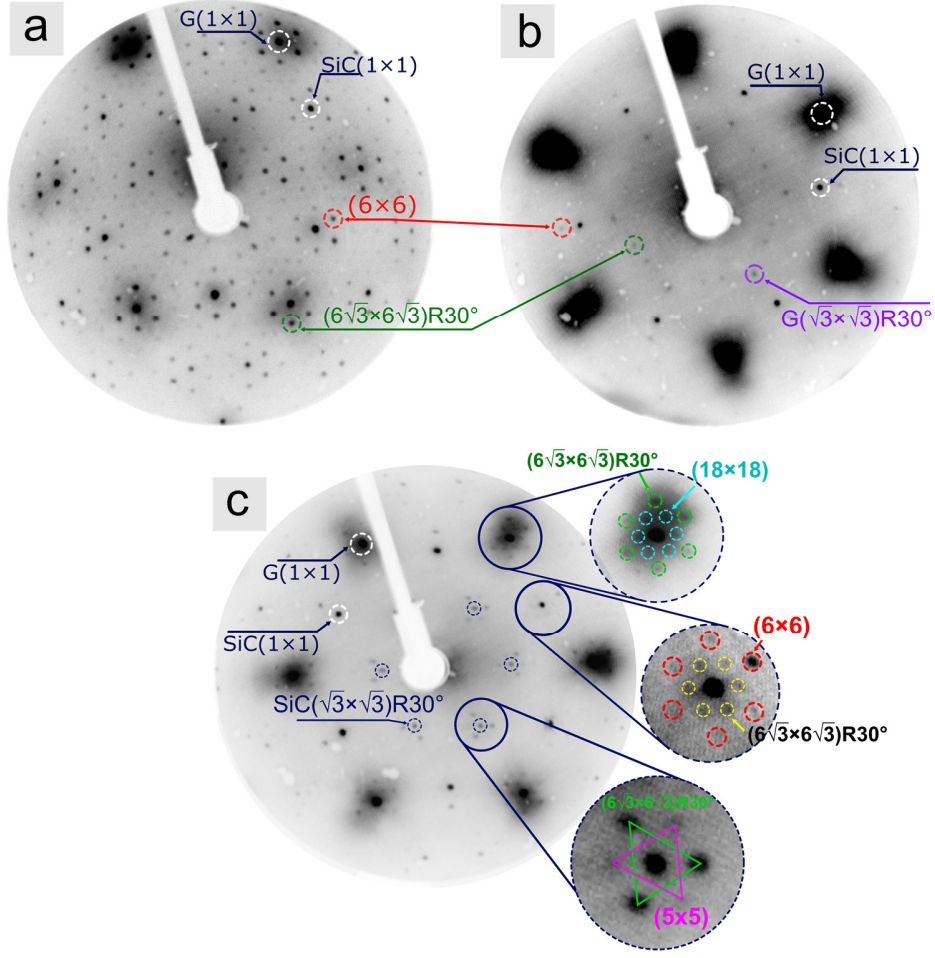 a
G(1×1)
SiC(1×1)
(6×6)
(6√3×6√3)R30°
b
G(1×1)
SiC(1×1)
G(√3×√3)R30°
c
G(1×1)
SiC(1×1)
SiC(√3×√3)R30°
(6√3×6√3)R30°
(18×18)
(6×6)
(6√3×6√3)R30°
(6√3×6√3)R30°
(5x5)